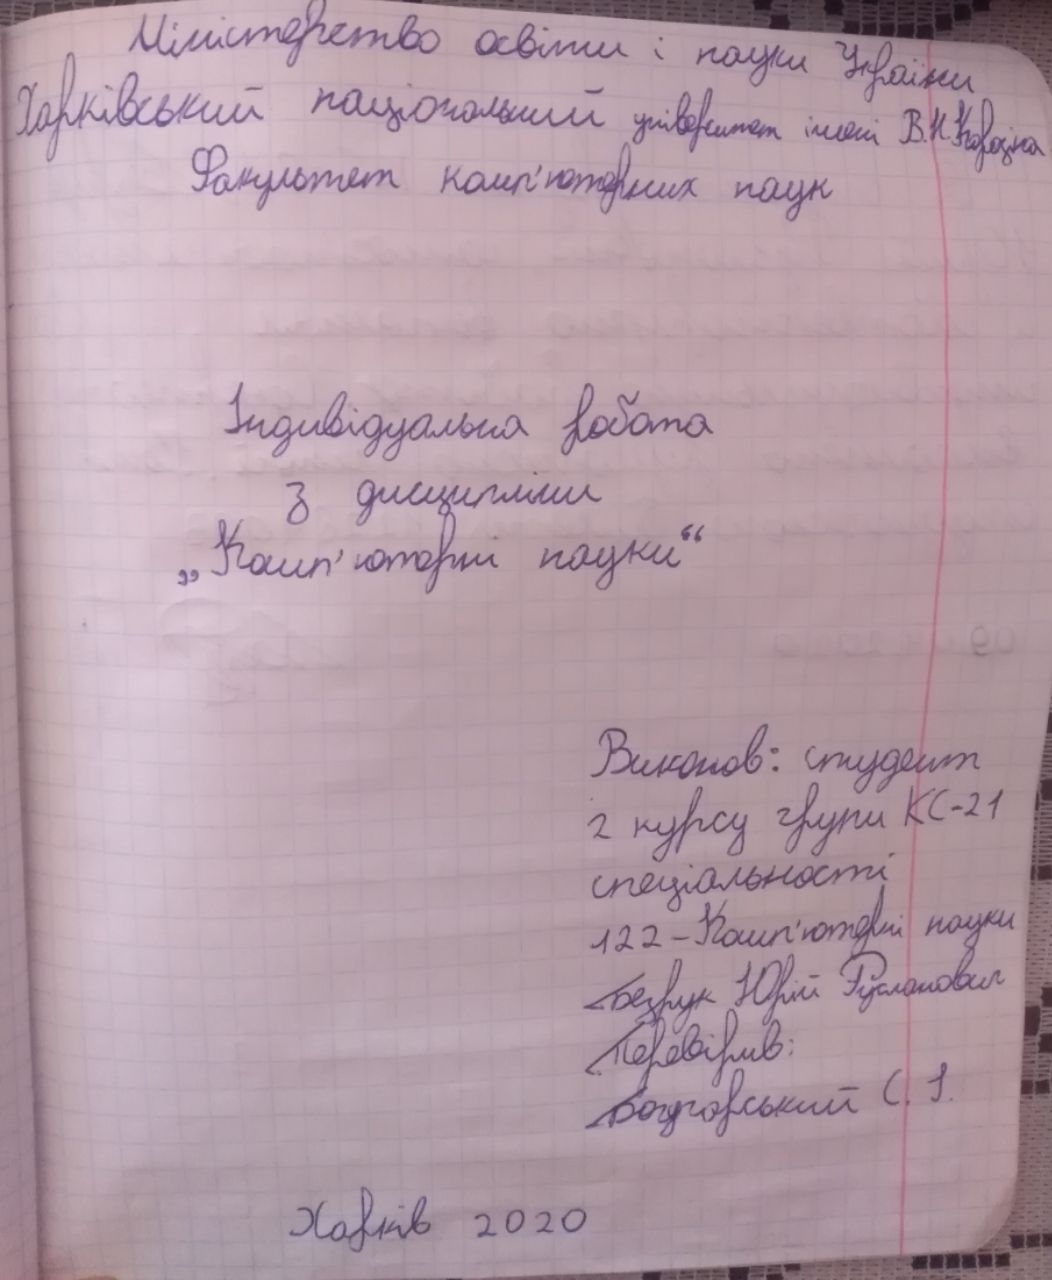 Міністерство освіти і науки України
Харківський національний університет імені В.Н.Каразіна
Факультет комп'ютерних наук
Індивідуальна робота
з дисципліни
„Комп'ютерні науки“
Виконав: студент
2 курсу групи КС-21
спеціальності
122-Комп'ютерні науки
Безрук Юрій Русланович
Перевірив:
С. І.
Харків 2020